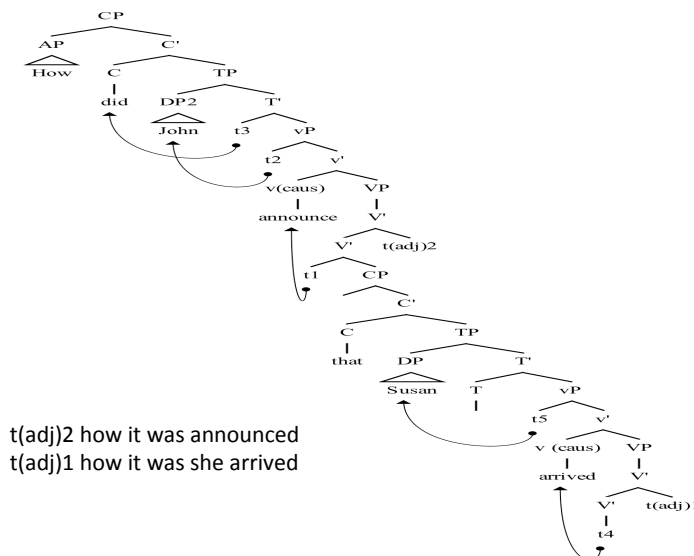 CP
AP C'
How C TP
did DP2 T'
John t3 vP
t2 v'
v(caus) VP
announce V'
V' t(adj)2
t1 CP
C'
C TP
that DP T'
Susan T vP
t5 v'
v (caus) VP
arrived V'
V' t(adj)
t4
t(adj)2 how it was announced
t(adj)1 how it was she arrived